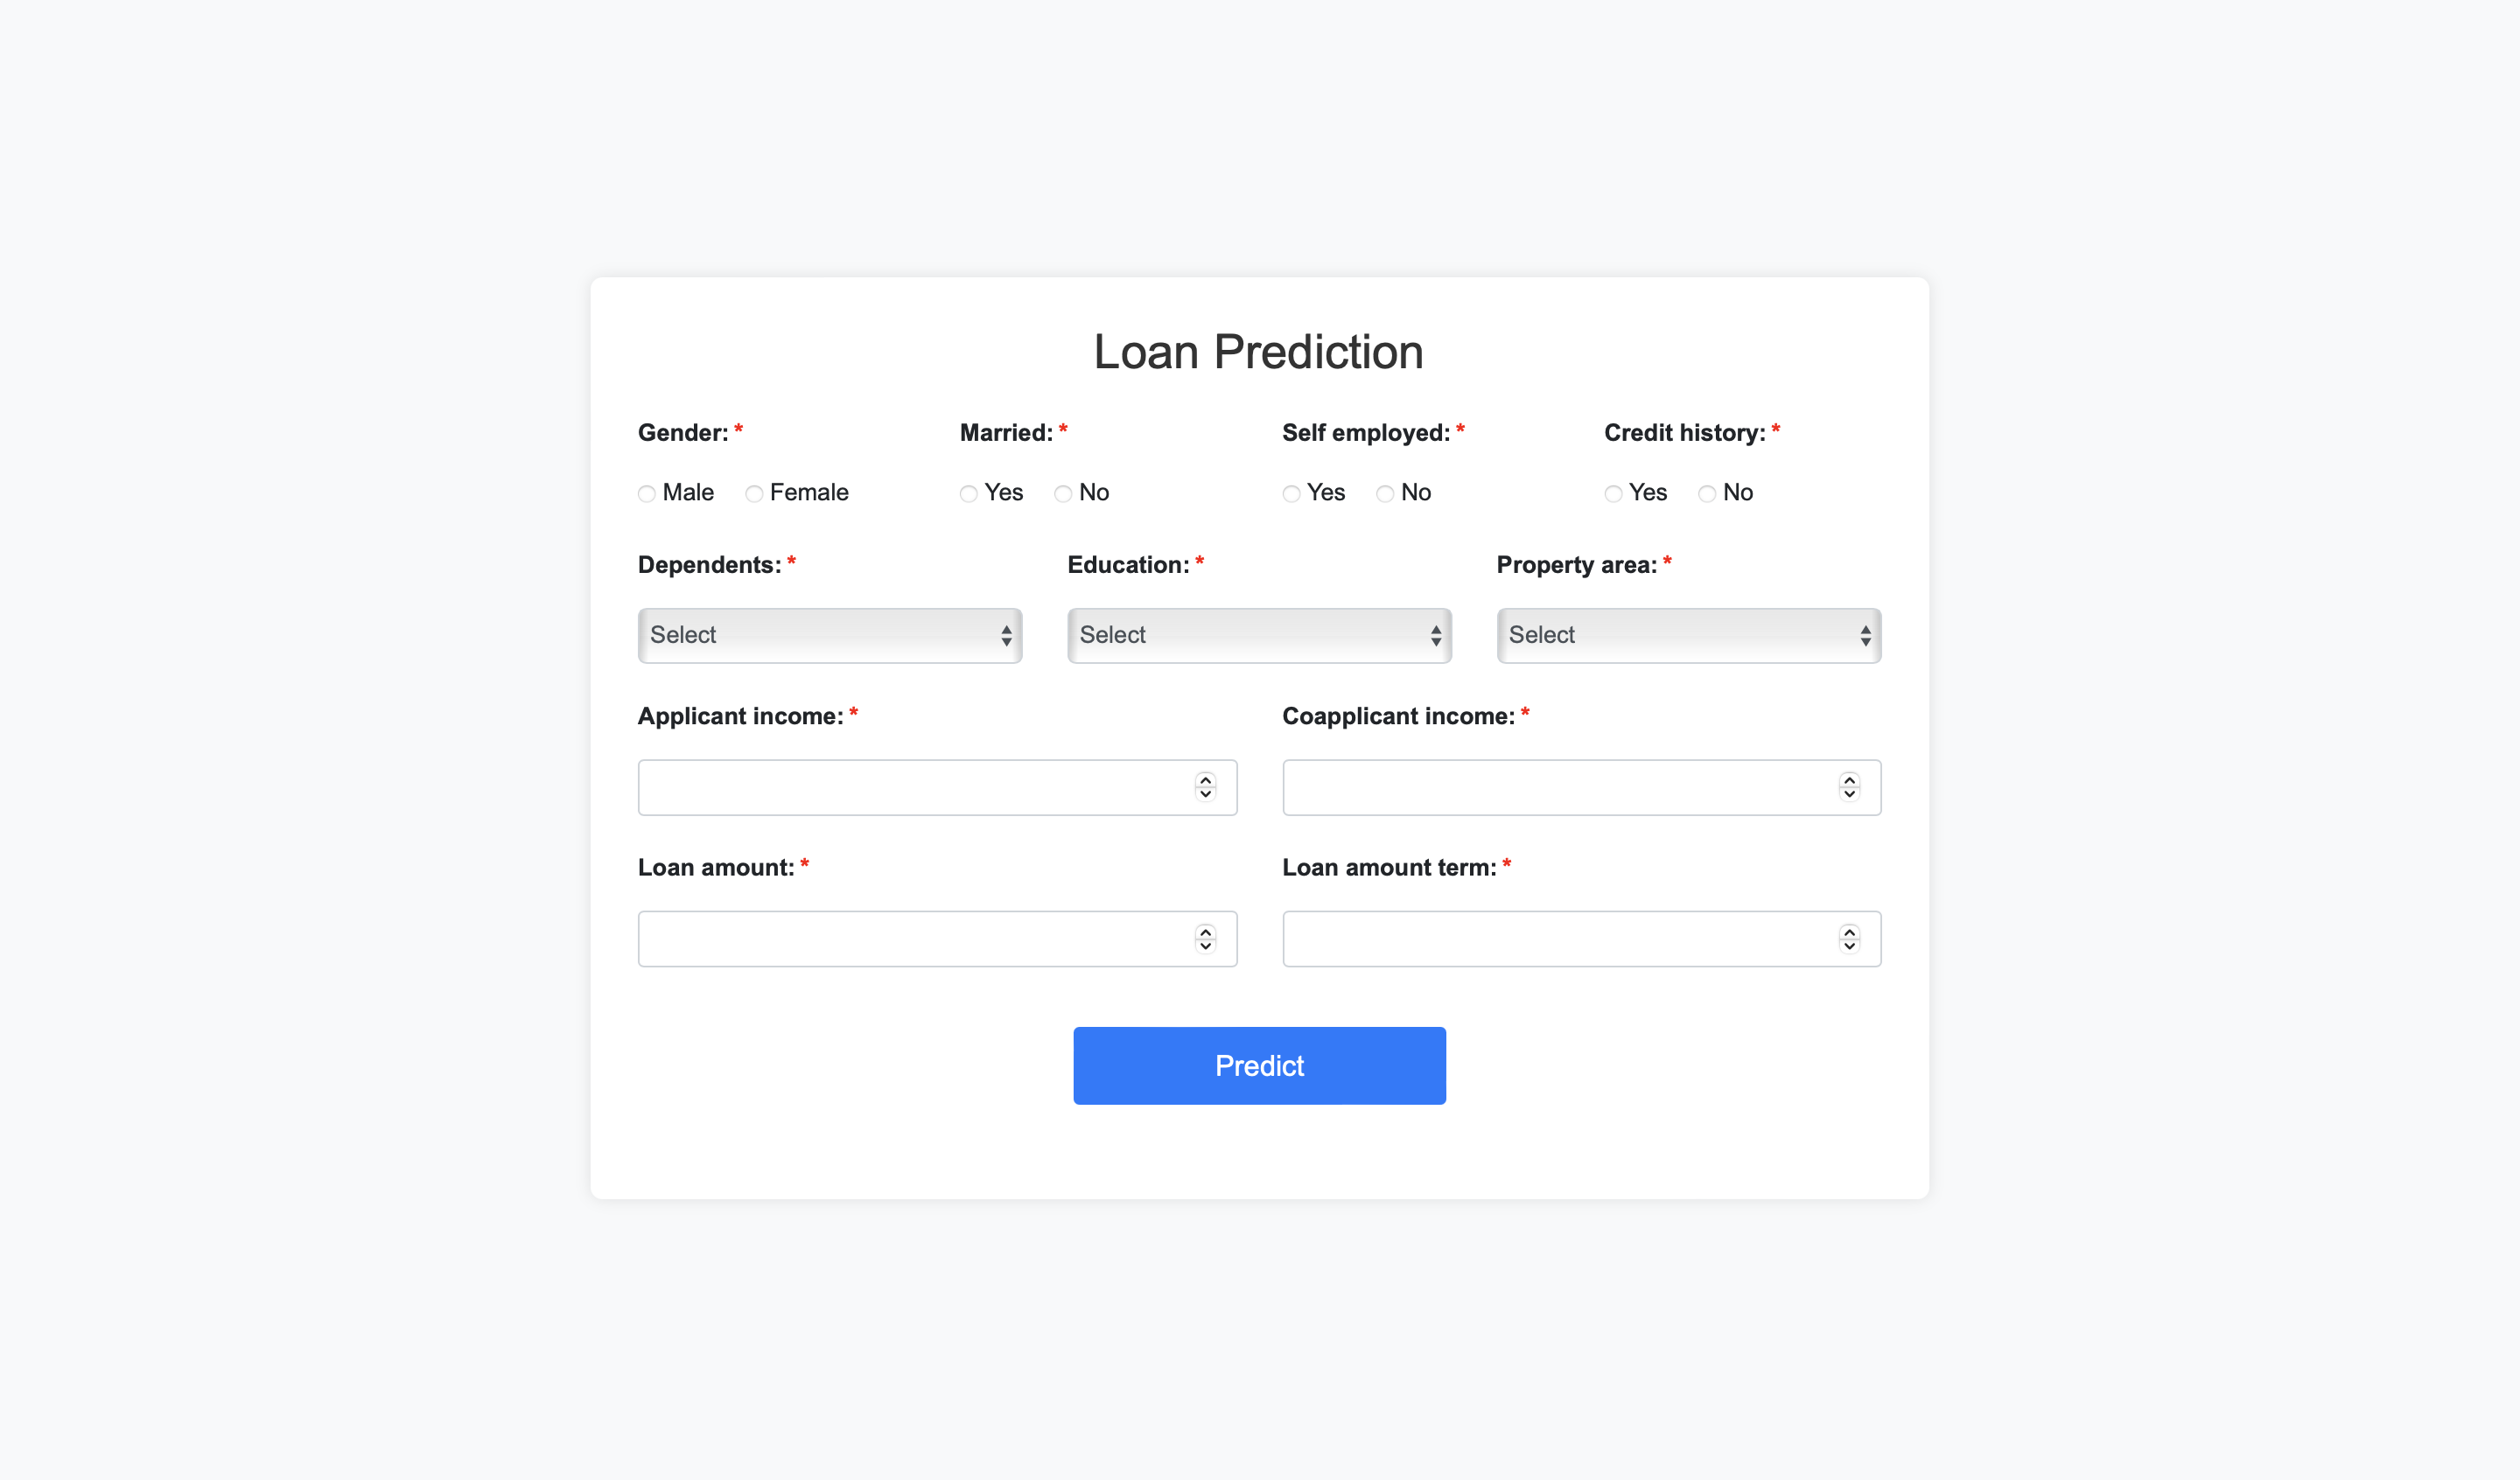 Loan Prediction
Gender: * Married: * Self employed: * Credit history: *
Male Female Yes No Yes No Yes No
Dependents: * Education: * Property area: *
Select Select Select
Applicant income: * Coapplicant income: *
Loan amount: * Loan amount term: *
Predict